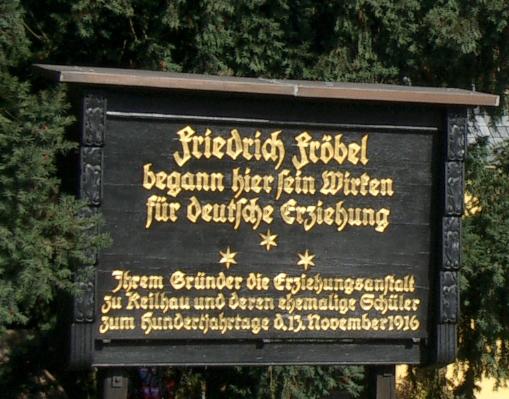 Friedrich Fröbel
begann hier sein Wirken
für deutsche Erziehung
Ihrem Gründer die Erziehungsanstalt
zu Keilhau und deren ehemalige Schüler
zum Hundertjahrtage d.13.November 1916